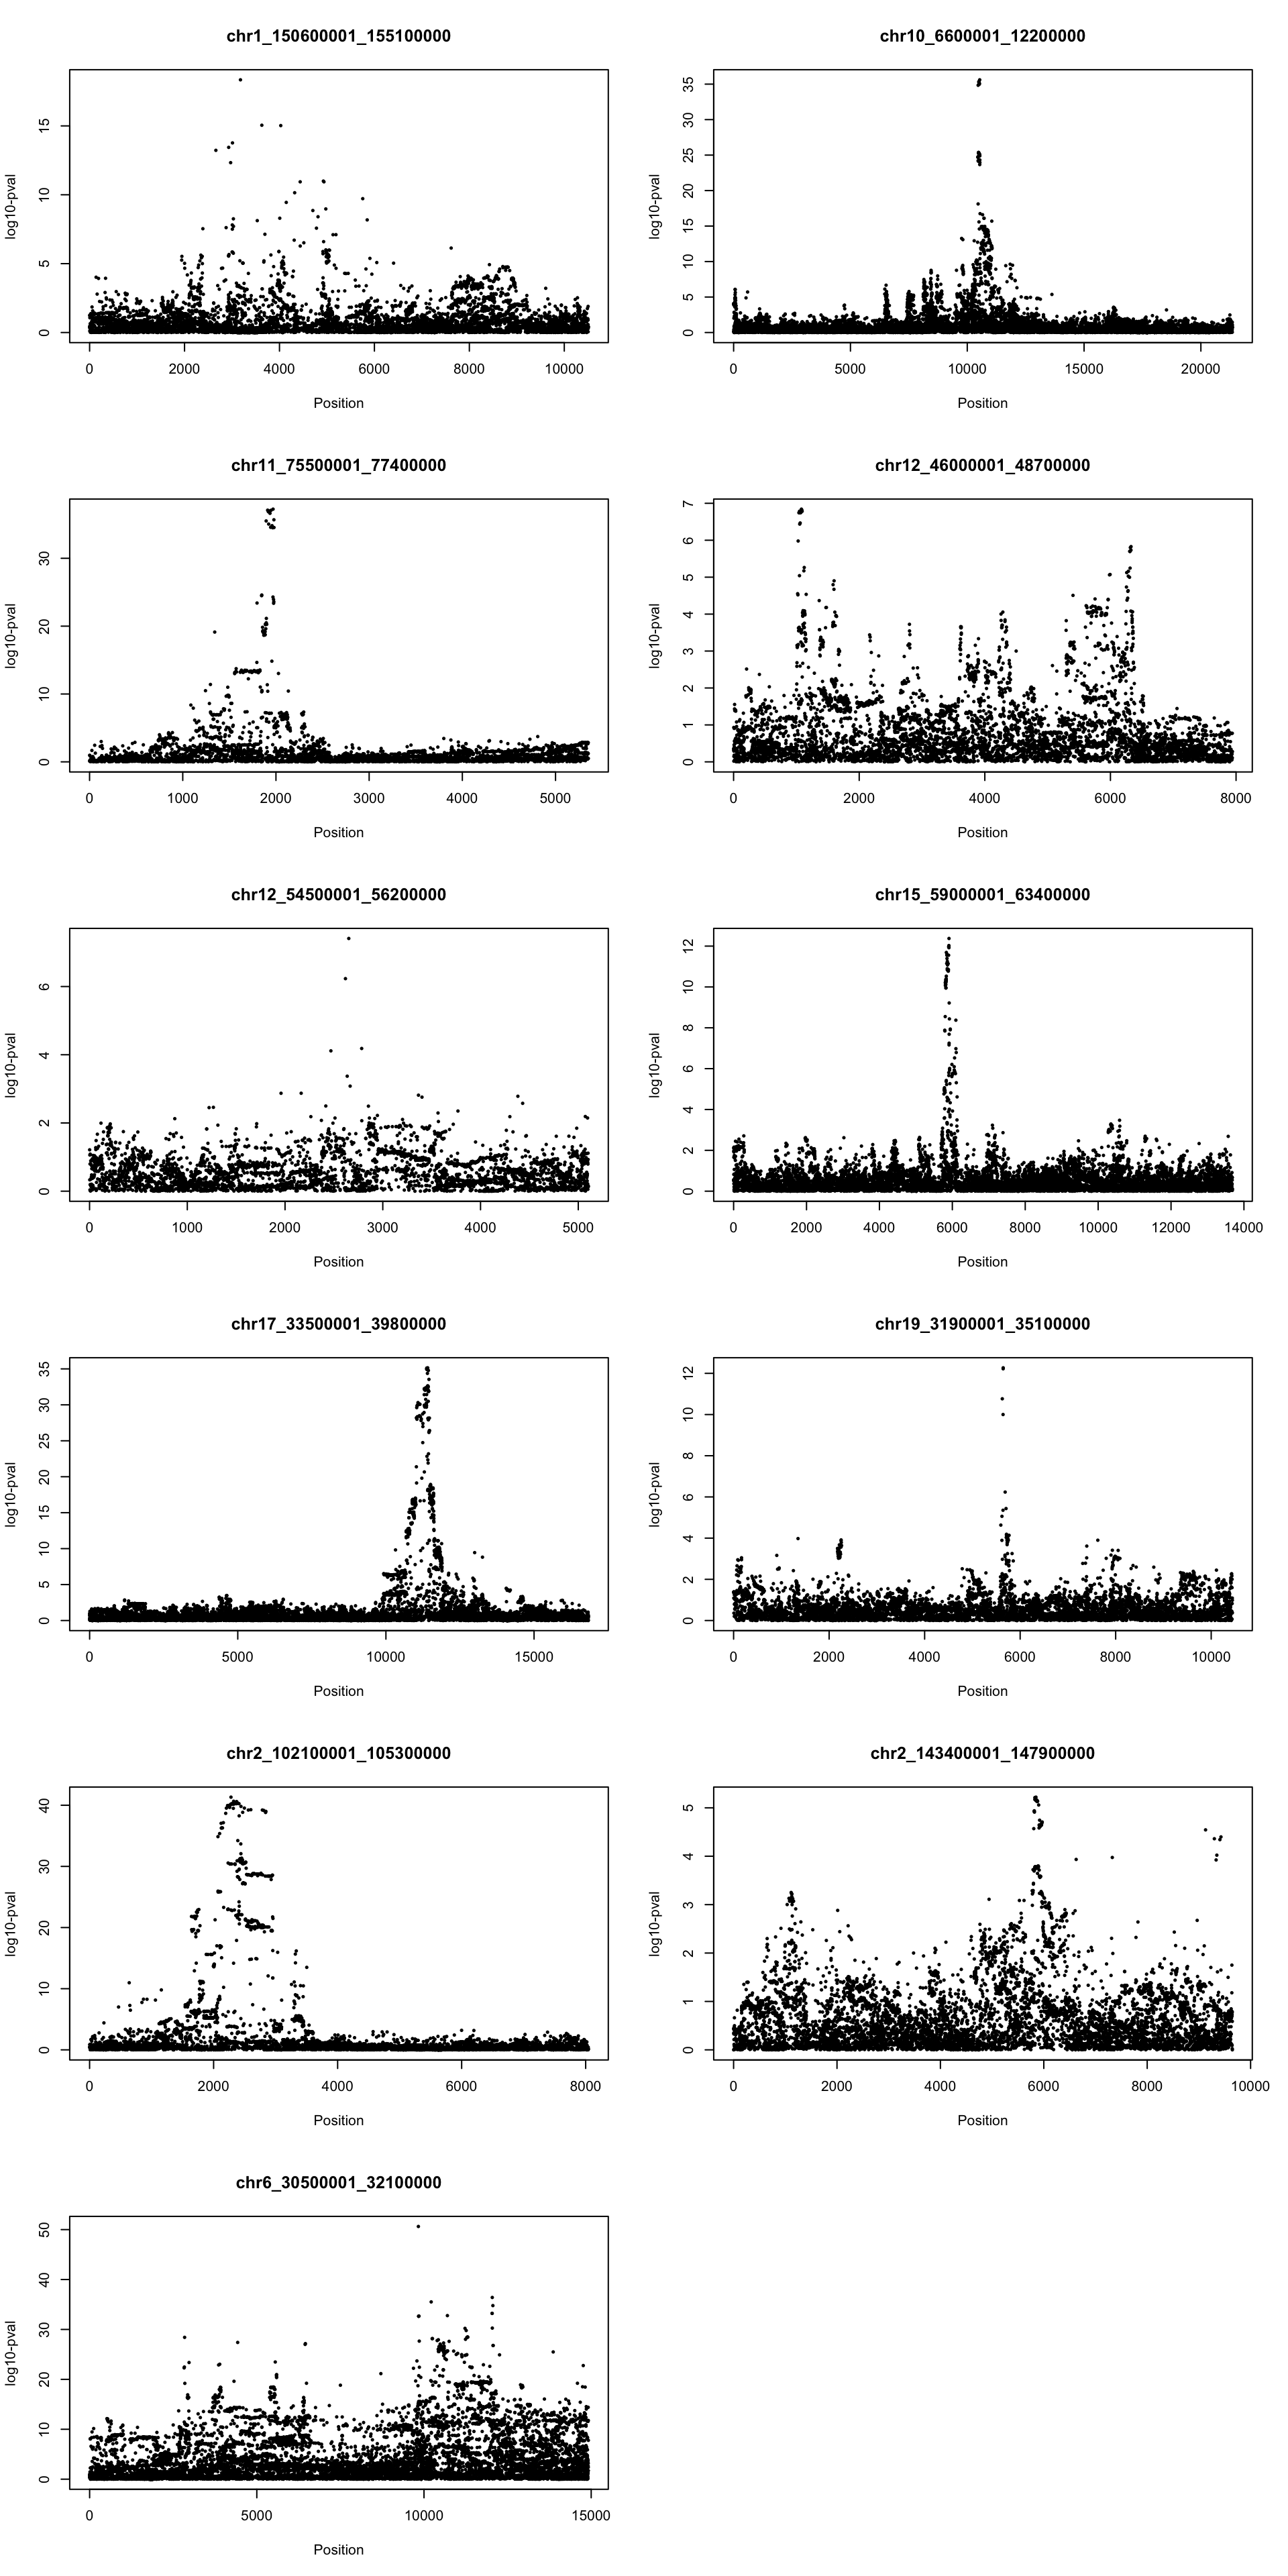 chr1_150600001_155100000
log10-pval
15
10
5
0
0 2000 4000 6000 8000 10000
Position
chr10_6600001_12200000
log10-pval
35
30
25
20
15
10
5
0
0 5000 10000 15000 20000
Position
chr11_75500001_77400000
log10-pval
30
20
10
0
0 1000 2000 3000 4000 5000
Position
chr12_46000001_48700000
log10-pval
7
6
5
4
3
2
1
0
0 2000 4000 6000 8000
Position
chr12_54500001_56200000
log10-pval
6
4
2
0
0 1000 2000 3000 4000 5000
Position
chr15_59000001_63400000
log10-pval
12
10
8
6
4
2
0
0 2000 4000 6000 8000 10000 12000 14000
Position
chr17_33500001_39800000
log10-pval
35
30
25
20
15
10
5
0
0 5000 10000 15000
Position
chr19_31900001_35100000
log10-pval
12
10
8
6
4
2
0
0 2000 4000 6000 8000 10000
Position
chr2_102100001_105300000
log10-pval
40
30
20
10
0
0 2000 4000 6000 8000
Position
chr2_143400001_147900000
log10-pval
5
4
3
2
1
0
0 2000 4000 6000 8000 10000
Position
chr6_30500001_32100000
log10-pval
50
40
30
20
10
0
0 5000 10000 15000
Position